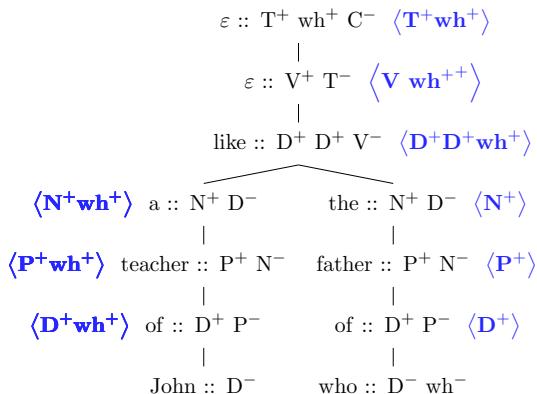 ε :: T⁺ wh⁺ C⁻ ⟨T⁺wh⁺⟩
ε :: V⁺ T⁻ ⟨V wh⁺⁺⟩
like :: D⁺ D⁺ V⁻ ⟨D⁺D⁺wh⁺⟩
⟨N⁺wh⁺⟩ a :: N⁺ D⁻ the :: N⁺ D⁻ ⟨N⁺⟩
⟨P⁺wh⁺⟩ teacher :: P⁺ N⁻ father :: P⁺ N⁻ ⟨P⁺⟩
⟨D⁺wh⁺⟩ of :: D⁺ P⁻ of :: D⁺ P⁻ ⟨D⁺⟩
John :: D⁻ who :: D⁻ wh⁻